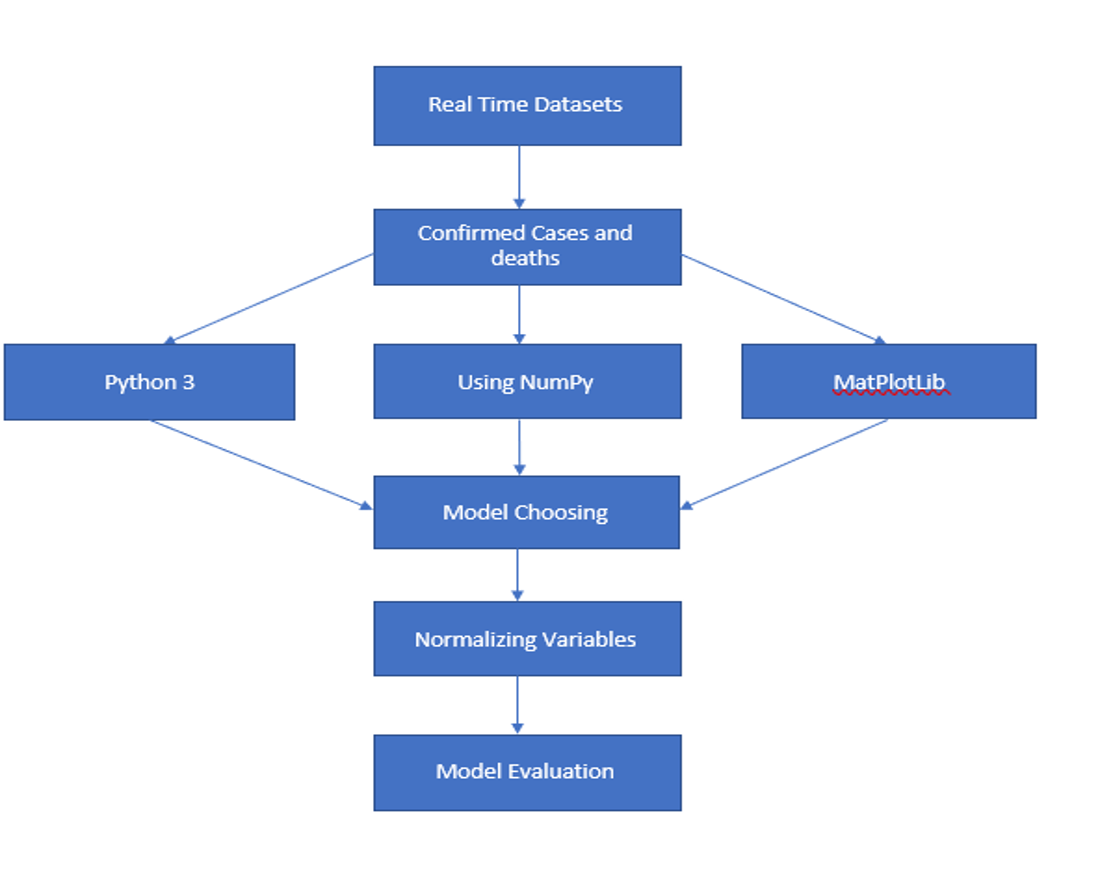 Real Time Datasets
Confirmed Cases and
deaths
Python 3
Using NumPy
MatPlotLib
Model Choosing
Normalizing Variables
Model Evaluation